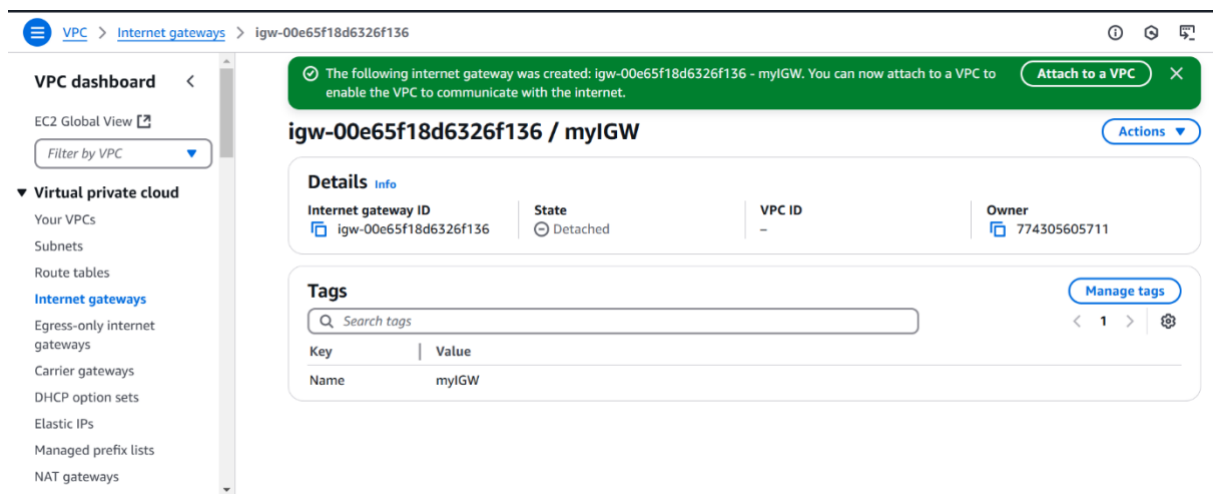 VPC > Internet gateways > igw-00e65f18d6326f136
VPC dashboard
EC2 Global View
Filter by VPC
Virtual private cloud
Your VPCs
Subnets
Route tables
Internet gateways
Egress-only internet
gateways
Carrier gateways
DHCP option sets
Elastic IPs
Managed prefix lists
NAT gateways
The following internet gateway was created: igw-00e65f18d6326f136 - myIGW. You can now attach to a VPC to
enable the VPC to communicate with the internet.
Attach to a VPC
igw-00e65f18d6326f136 / myIGW
Actions
Details Info
Internet gateway ID
igw-00e65f18d6326f136
State
Detached
VPC ID
–
Owner
774305605711
Tags
Manage tags
Search tags
1
Key Value
Name myIGW